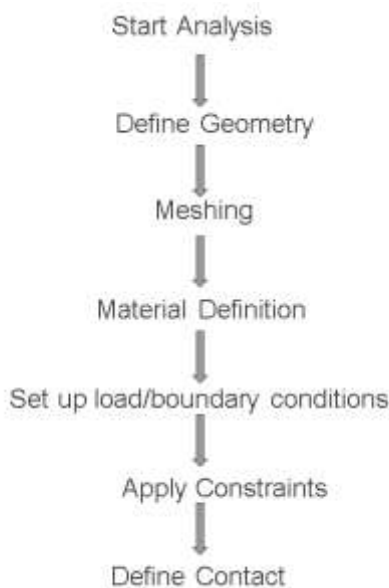 Start Analysis
Define Geometry
Meshing
Material Definition
Set up load/boundary conditions
Apply Constraints
Define Contact